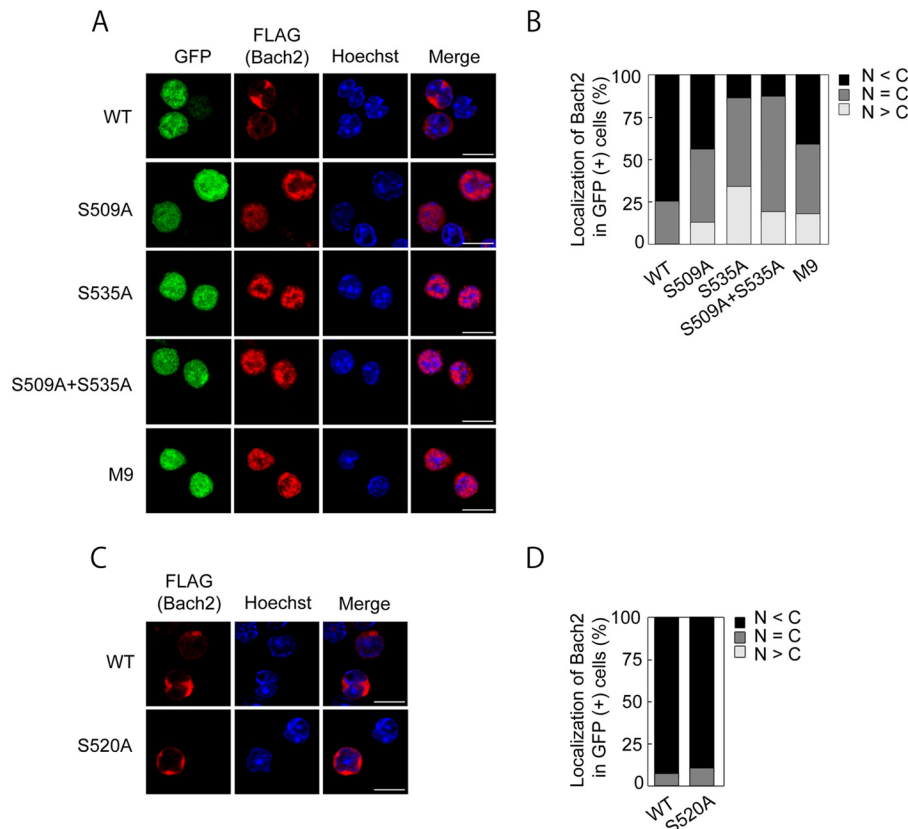 A
GFP
FLAG
(Bach2)
Hoechst
Merge
WT
S509A
S535A
S509A+S535A
M9
B
Localization of Bach2
in GFP (+) cells (%)
100
75
50
25
0
WT
S509A
S535A
S509A+S535A
M9
N < C
N = C
N > C
C
FLAG
(Bach2)
Hoechst
Merge
WT
S520A
D
Localization of Bach2
in GFP (+) cells (%)
100
75
50
25
0
WT
S520A
N < C
N = C
N > C